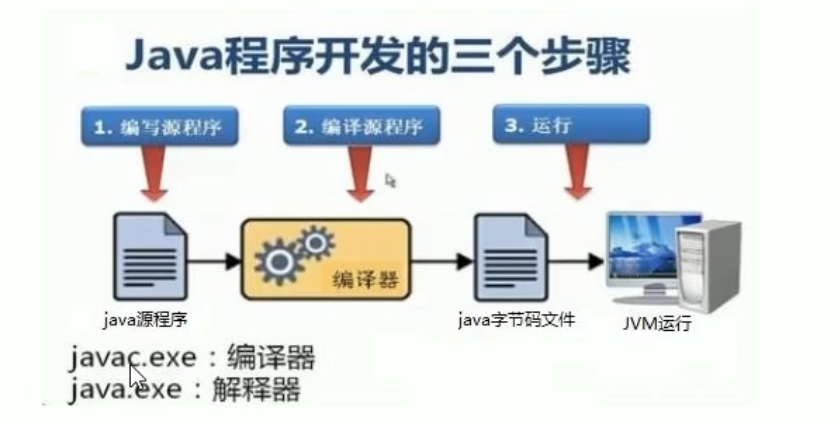 Java程序开发的三个步骤
1. 编写源程序
2. 编译源程序
3. 运行
编译器
java源程序
java字节码文件
JVM运行
javac.exe：编译器
java.exe：解释器